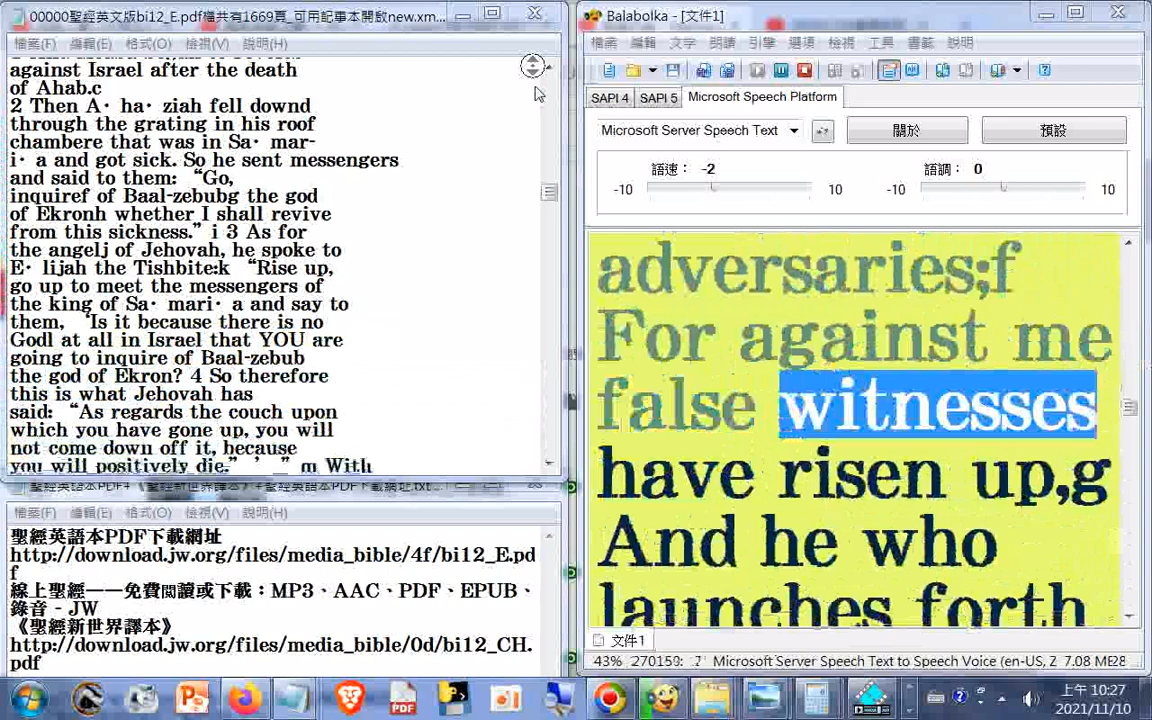 00000聖經英文版bi12_E.pdf檔共有1669頁_可用記事本開啟new.xm...
檔案(F) 編輯(E) 格式(O) 檢視(V) 說明(H)
against Israel after the death
of Ahab.c
2 Then A· ha· ziah fell downd
through the grating in his roof
chambere that was in Sa· mar-
i· a and got sick. So he sent messengers
and said to them: “Go,
inquiref of Baal-zebubg the god
of Ekronh whether I shall revive
from this sickness.” i 3 As for
the angelj of Jehovah, he spoke to
E· lijah the Tishbite:k “Rise up,
go up to meet the messengers of
the king of Sa· mari· a and say to
them, ‘Is it because there is no
Godl at all in Israel that YOU are
going to inquire of Baal-zebub
the god of Ekron? 4 So therefore
this is what Jehovah has
said: “As regards the couch upon
which you have gone up, you will
not come down off it, because
you will positively die.” ’ ” m With
檔案(F) 編輯(E) 格式(O) 檢視(V) 說明(H)
聖經英語本PDF下載網址
http://download.jw.org/files/media_bible/4f/bi12_E.pd
f
線上聖經——免費閱讀或下載：MP3、AAC、PDF、EPUB、
錄音 - JW
《聖經新世界譯本》
http://download.jw.org/files/media_bible/0d/bi12_CH.
pdf
Balabolka - [文件1]
檔案 編輯 文字 朗讀 引擎 選項 檢視 工具 書籤 說明
SAPI 4 SAPI 5 Microsoft Speech Platform
Microsoft Server Speech Text 關於 預設
語速： -2 語調： 0
-10 10 -10 10
adversaries;f
For against me
false witnesses
have risen up,g
And he who
launches forth
文件1
43% Microsoft Server Speech Text to Speech Voice (en-US, Z 7.08 ME
上午 10:27
2021/11/10